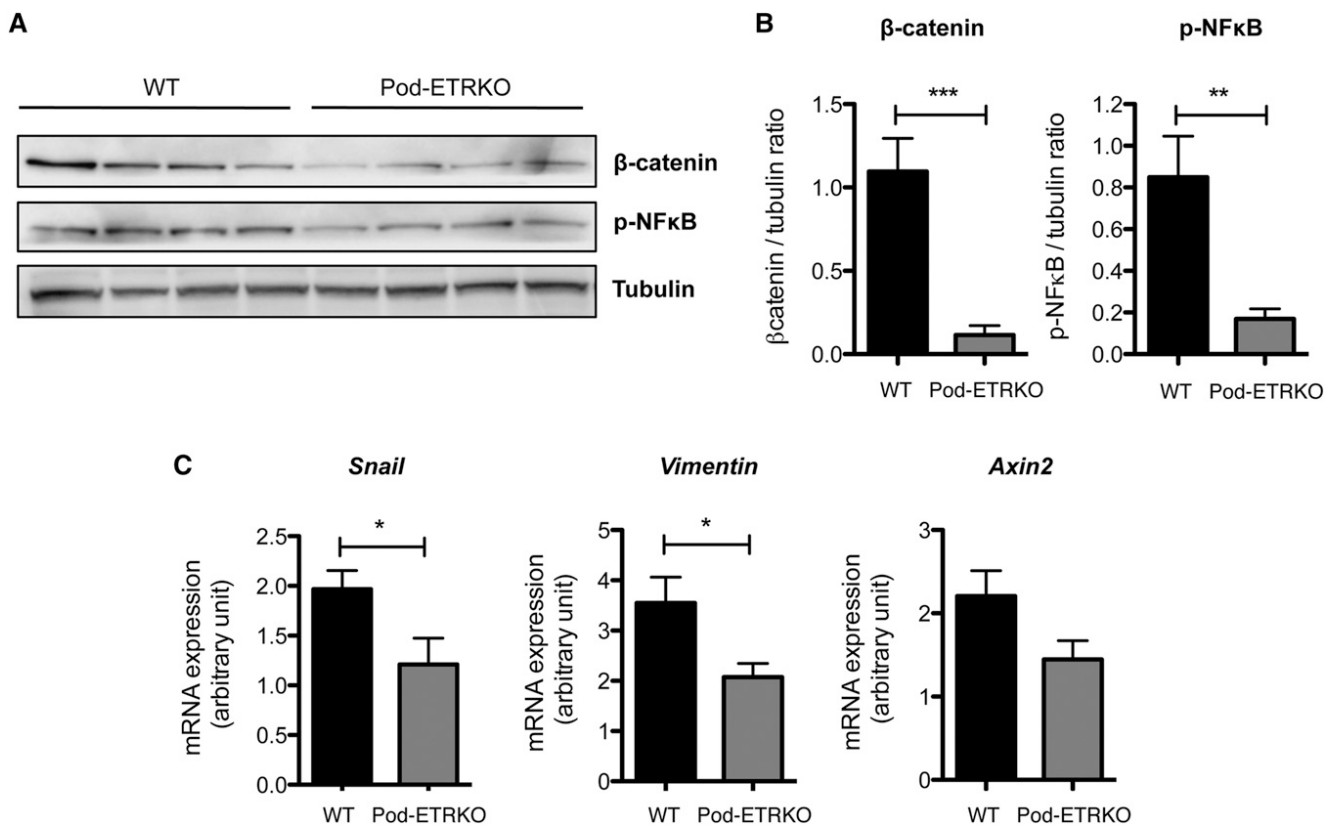 A
WT Pod-ETRKO
β-catenin
p-NFκB
Tubulin
B
β-catenin
βcatenin / tubulin ratio
1.5
1.0
0.5
0.0
***
WT Pod-ETRKO
p-NFκB
p-NFκB / tubulin ratio
1.2
1.0
0.8
0.6
0.4
0.2
0.0
**
WT Pod-ETRKO
C
Snail
mRNA expression
(arbitrary unit)
2.5
2.0
1.5
1.0
0.5
0.0
*
WT Pod-ETRKO
Vimentin
mRNA expression
(arbitrary unit)
5
4
3
2
1
0
*
WT Pod-ETRKO
Axin2
mRNA expression
(arbitrary unit)
3
2
1
0
WT Pod-ETRKO